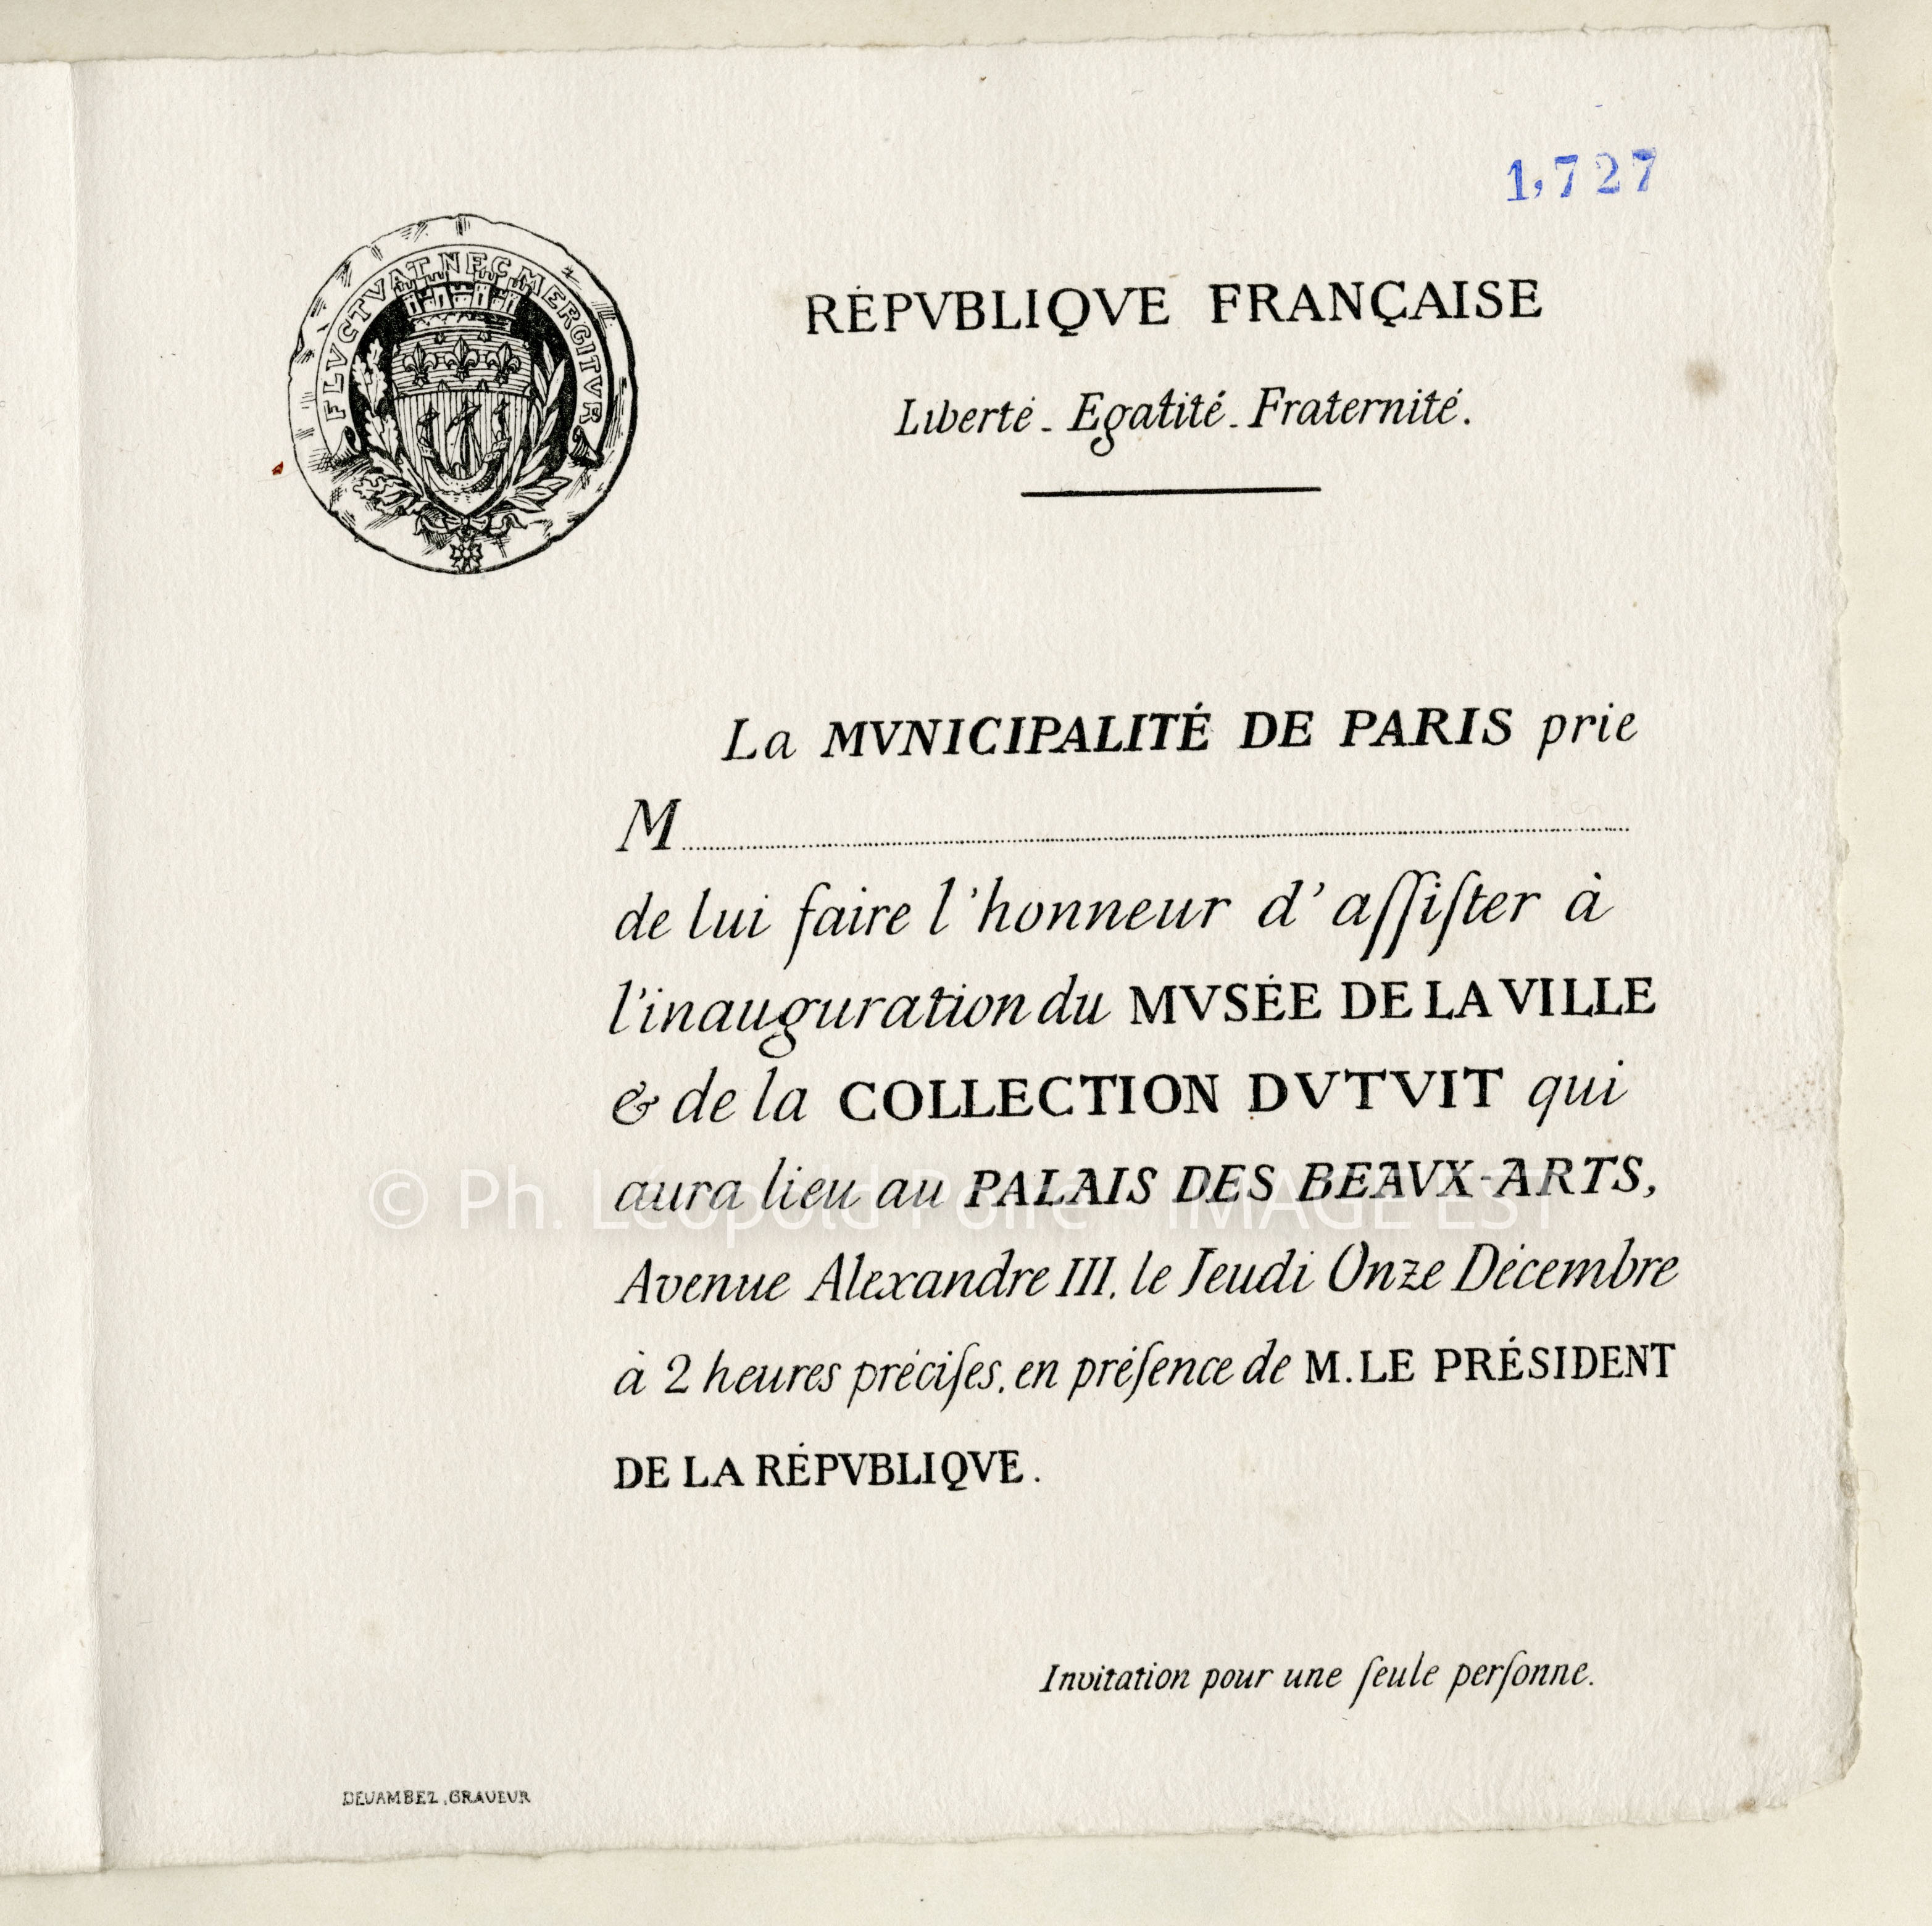 1,727
FLVCTVAT NEC MERGITVR
RÉPVBLIQVE FRANÇAISE
Liberté - Egalité - Fraternité.
La MVNICIPALITÉ DE PARIS prie
M
de lui faire l'honneur d'aſſiſter à
l'inauguration du MVSÉE DE LA VILLE
& de la COLLECTION DVTVIT qui
aura lieu au PALAIS DES BEAVX-ARTS,
© Ph. Léopold Poiré - IMAGE EST
Avenue Alexandre III, le Jeudi Onze Décembre
à 2 heures préciſes, en préſence de M. LE PRÉSIDENT
DE LA RÉPVBLIQVE.
Invitation pour une ſeule perſonne.
DEVAMBEZ, GRAVEVR